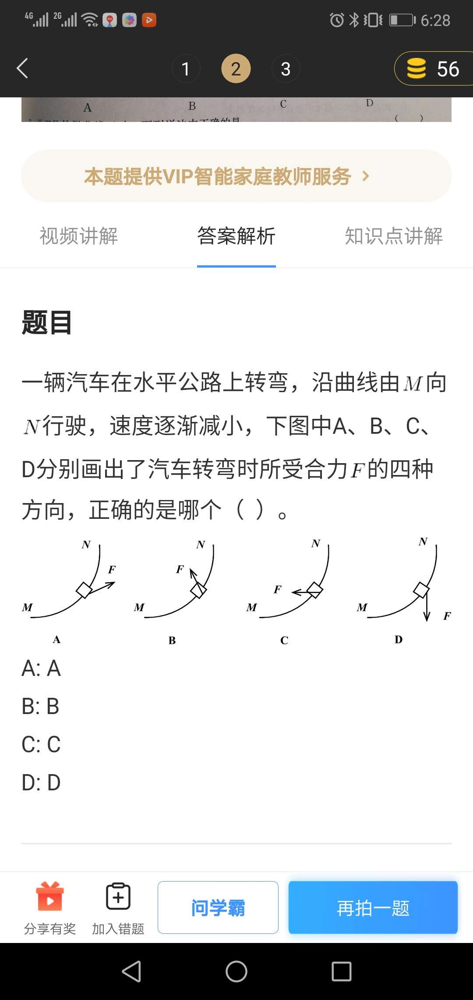 4G 2G 6:28
1 2 3 56
A B C D
( )
本题提供VIP智能家庭教师服务 >
视频讲解 答案解析 知识点讲解
题目
一辆汽车在水平公路上转弯，沿曲线由M向
N行驶，速度逐渐减小，下图中A、B、C、
D分别画出了汽车转弯时所受合力F的四种
方向，正确的是哪个（ ）。
N N N N
F F F F
M M M M
A B C D
A: A
B: B
C: C
D: D
分享有奖 加入错题 问学霸 再拍一题